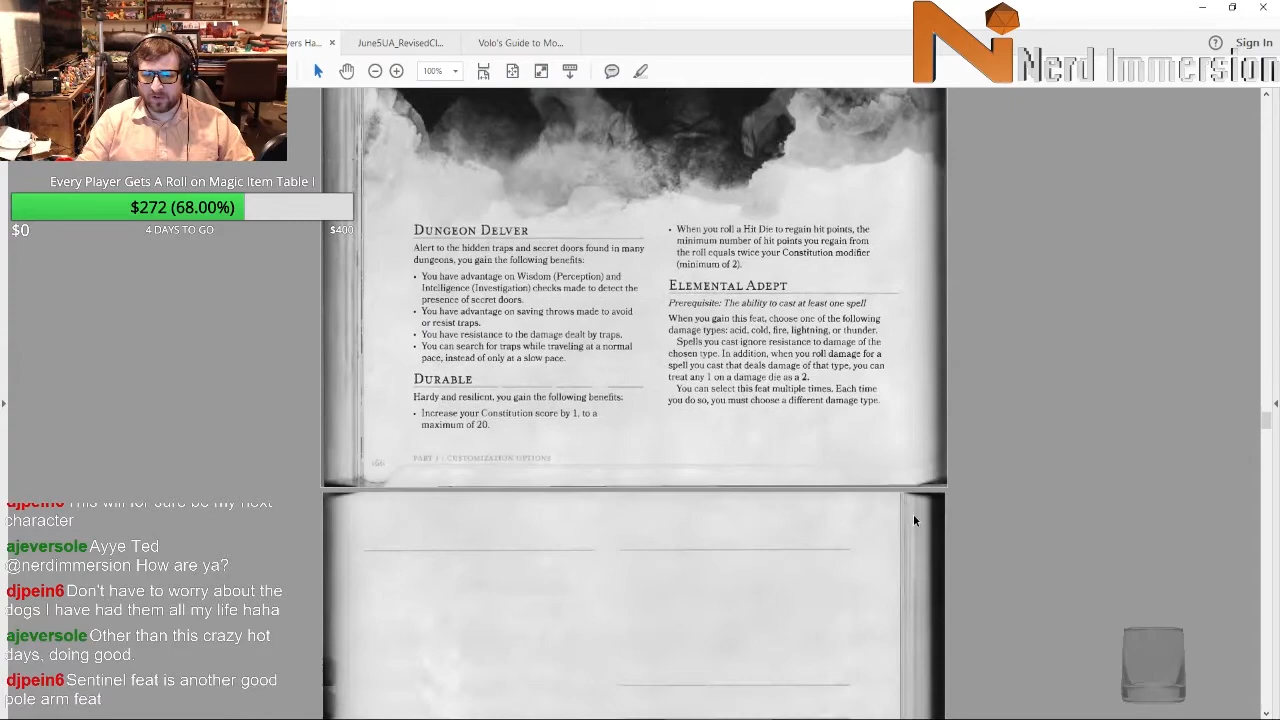 vers Ha...
June5UA_RevisedCl...
Volo's Guide to Mo...
Sign In
100%
Nerd Immersion
Every Player Gets A Roll on Magic Item Table I
$272 (68.00%)
$0
4 DAYS TO GO
$400
DUNGEON DELVER
Alert to the hidden traps and secret doors found in many
dungeons, you gain the following benefits:
• You have advantage on Wisdom (Perception) and
Intelligence (Investigation) checks made to detect the
presence of secret doors.
• You have advantage on saving throws made to avoid
or resist traps.
• You have resistance to the damage dealt by traps.
• You can search for traps while traveling at a normal
pace, instead of only at a slow pace.
DURABLE
Hardy and resilient, you gain the following benefits:
• Increase your Constitution score by 1, to a
maximum of 20.
• When you roll a Hit Die to regain hit points, the
minimum number of hit points you regain from
the roll equals twice your Constitution modifier
(minimum of 2).
ELEMENTAL ADEPT
Prerequisite: The ability to cast at least one spell
When you gain this feat, choose one of the following
damage types: acid, cold, fire, lightning, or thunder.
Spells you cast ignore resistance to damage of the
chosen type. In addition, when you roll damage for a
spell you cast that deals damage of that type, you can
treat any 1 on a damage die as a 2.
You can select this feat multiple times. Each time
you do so, you must choose a different damage type.
PART 1 | CUSTOMIZATION OPTIONS
djpein6 This will for sure be my next
character
ajeversole Ayye Ted
@nerdimmersion How are ya?
djpein6 Don't have to worry about the
dogs I have had them all my life haha
ajeversole Other than this crazy hot
days, doing good.
djpein6 Sentinel feat is another good
pole arm feat